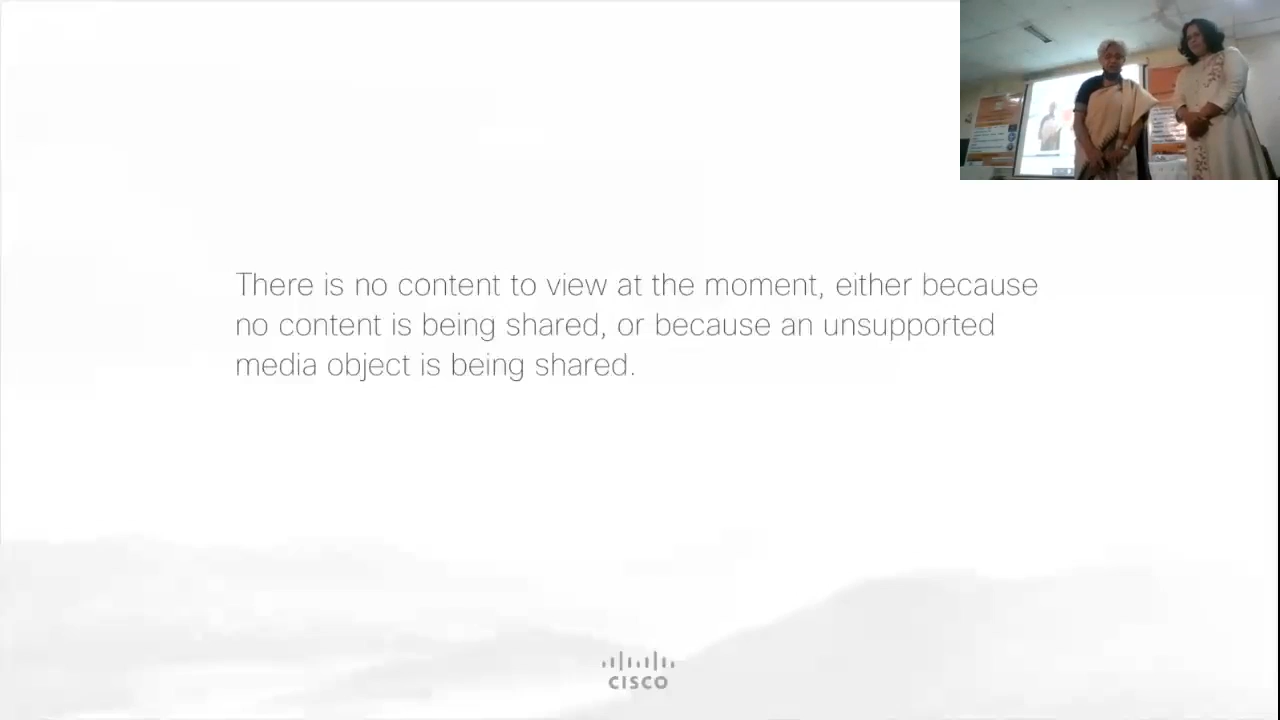 There is no content to view at the moment, either because
no content is being shared, or because an unsupported
media object is being shared.
CISCO